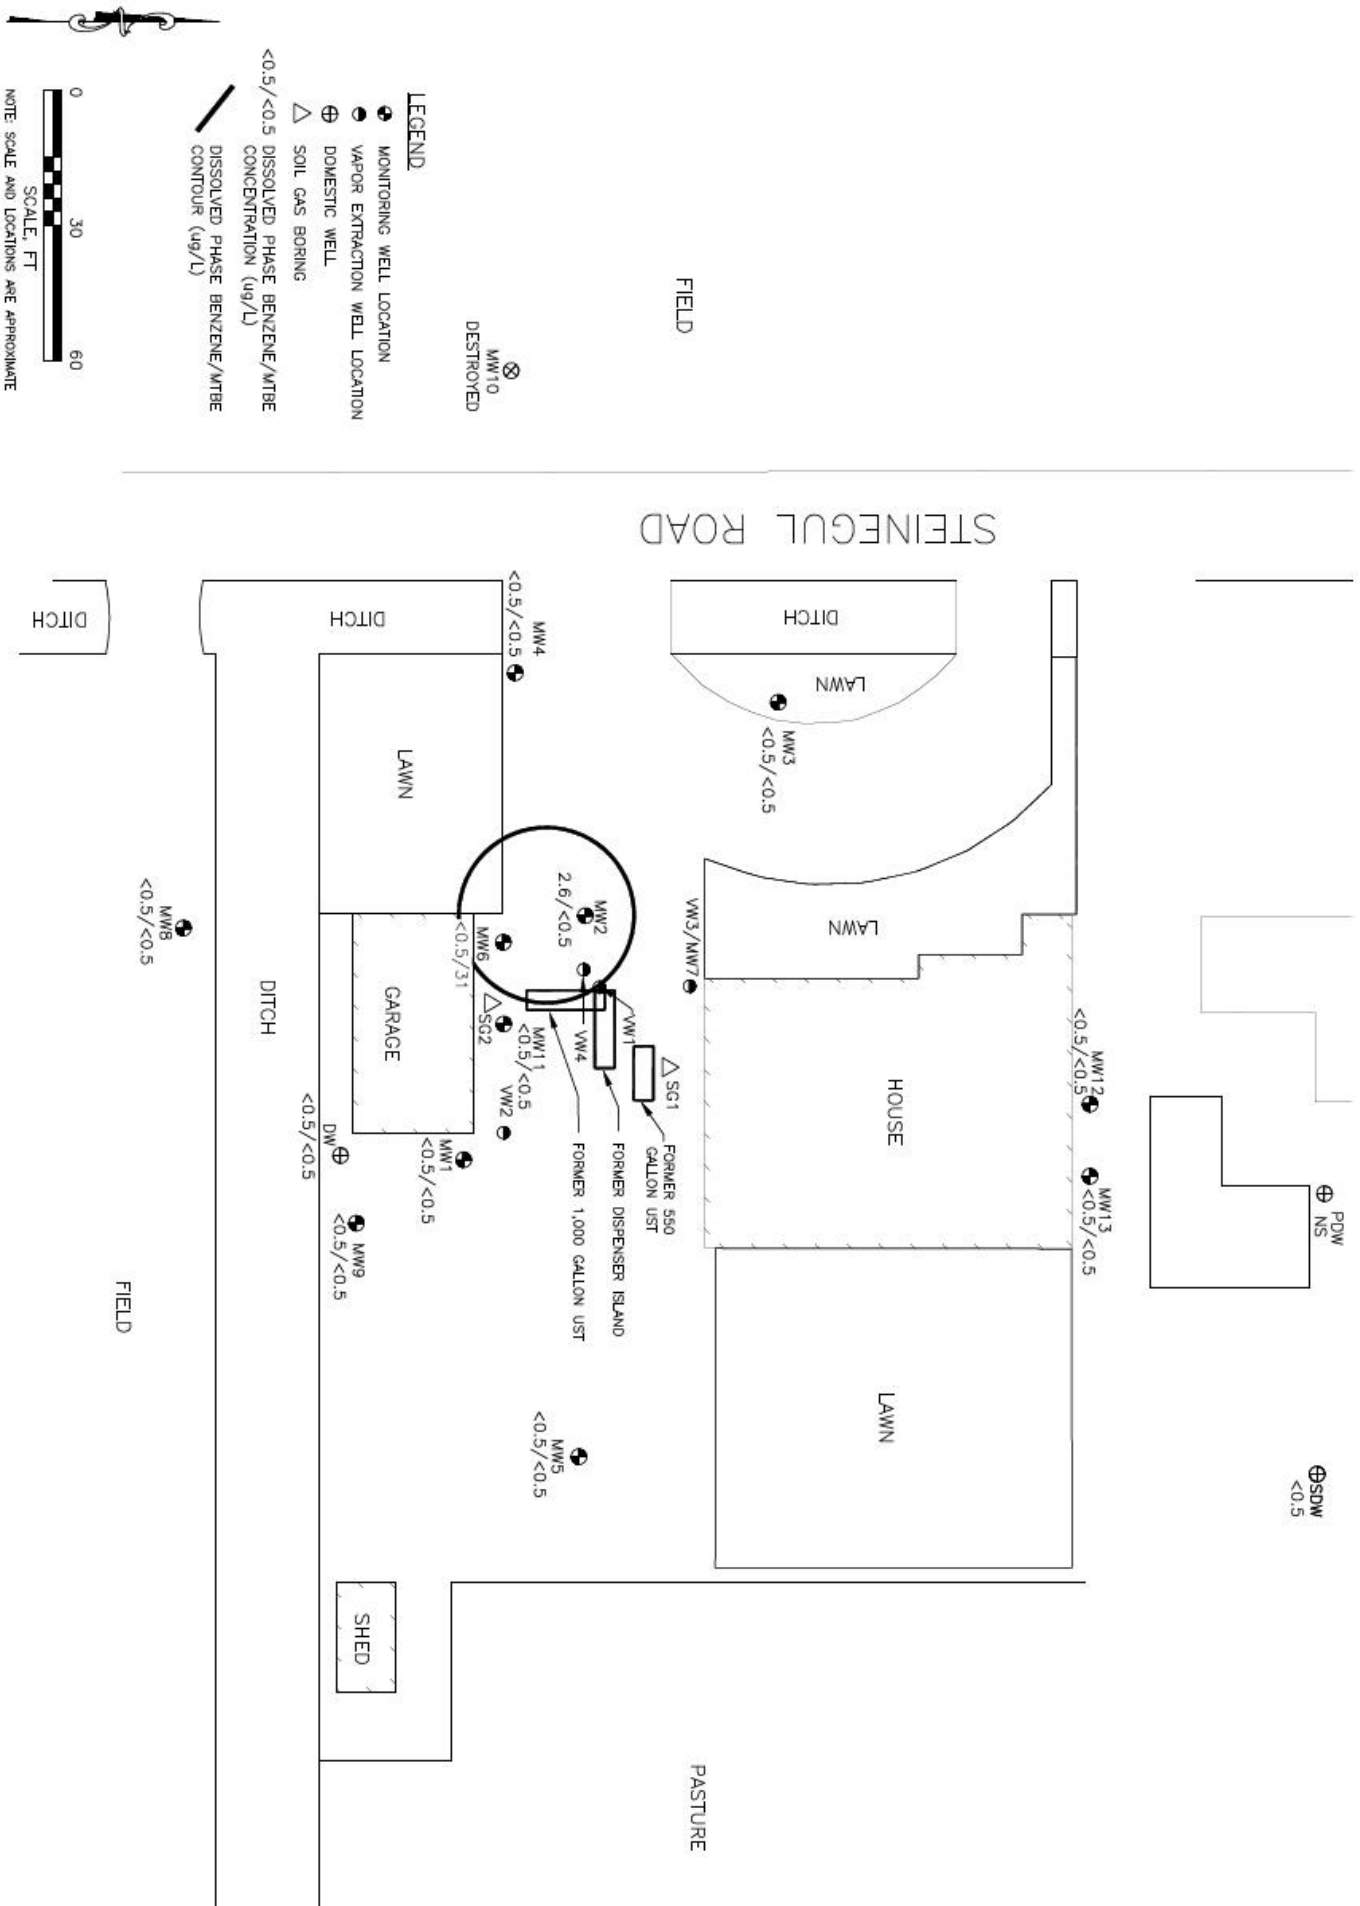 LEGEND
MONITORING WELL LOCATION
VAPOR EXTRACTION WELL LOCATION
DOMESTIC WELL
SOIL GAS BORING
<0.5/<0.5 DISSOLVED PHASE BENZENE/MTBE
CONCENTRATION (ug/L)
DISSOLVED PHASE BENZENE/MTBE
CONTOUR (ug/L)
0 30 60
SCALE, FT
NOTE: SCALE AND LOCATIONS ARE APPROXIMATE
FIELD
MW10
DESTROYED
STEINEGUL ROAD
DITCH
DITCH
DITCH
LAWN
MW4
<0.5/<0.5
MW3
<0.5/<0.5
LAWN
LAWN
MW2
2.6/<0.5
MW6
<0.5/31
VW3/MW7
MW8
<0.5/<0.5
DITCH
GARAGE
SG2
MW11
<0.5/<0.5
VW4
VW1
SG1
VW2
HOUSE
MW12
<0.5/<0.5
MW13
<0.5/<0.5
PDW
NS
SDW
<0.5
FORMER 550
GALLON UST
FORMER DISPENSER ISLAND
FORMER 1,000 GALLON UST
MW1
<0.5/<0.5
DW
<0.5/<0.5
MW9
<0.5/<0.5
FIELD
MW5
<0.5/<0.5
LAWN
SHED
PASTURE